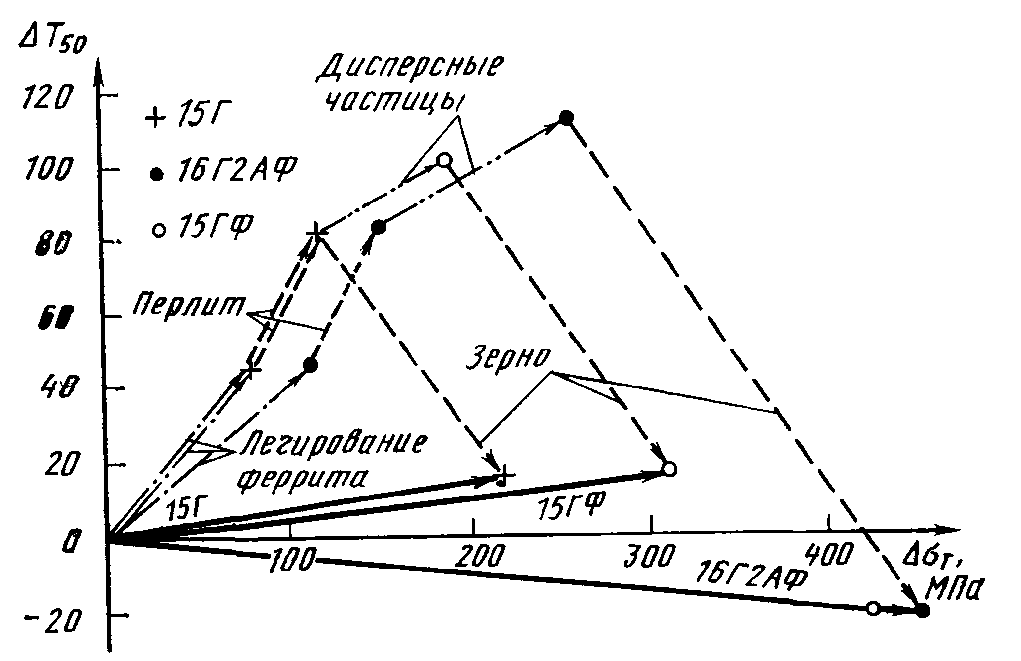 ΔT50
Дисперсные
частицы
120
+ 15Г
100
● 16Г2АФ
○ 15ГФ
80
Перлит
60
Зерно
40
Легирование
феррита
20
15Г
15ГФ
0
100
200
300
400
Δσт,
МПа
16Г2АФ
-20